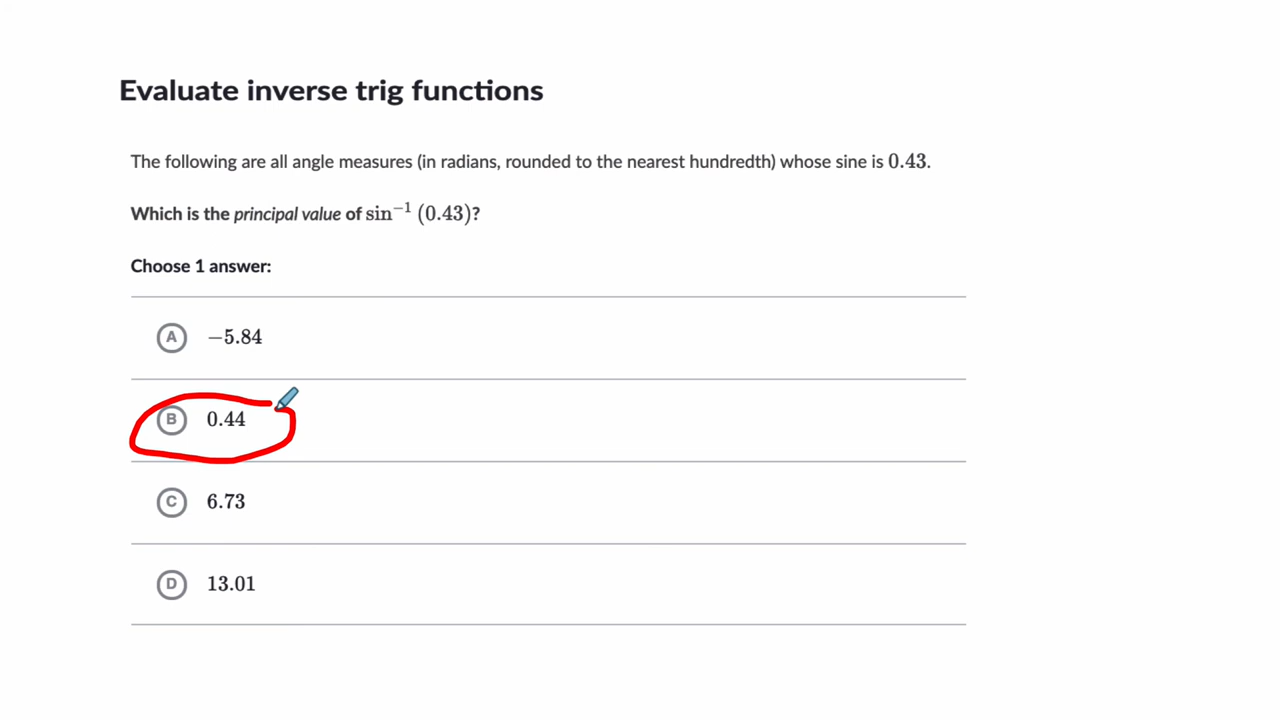 Evaluate inverse trig functions
The following are all angle measures (in radians, rounded to the nearest hundredth) whose sine is 0.43.
Which is the principal value of sin⁻¹ (0.43)?
Choose 1 answer:
A −5.84
B 0.44
C 6.73
D 13.01